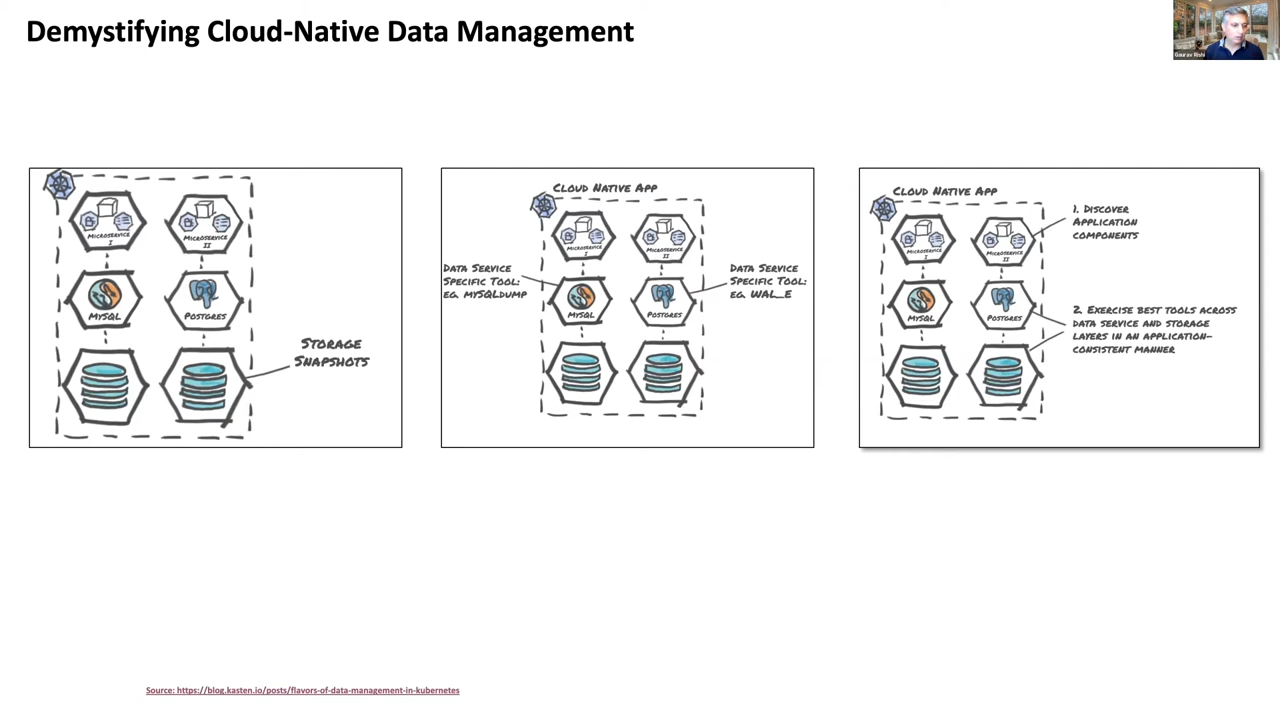 Demystifying Cloud-Native Data Management
Gaurav Rishi
Microservice
I
Microservice
II
MySQL
Postgres
Storage
Snapshots
Cloud Native App
Microservice
I
Microservice
II
Data Service
Specific Tool:
eg. mySQLdump
MySQL
Postgres
Data Service
Specific Tool:
eg. WAL_E
Cloud Native App
Microservice
I
Microservice
II
MySQL
Postgres
1. Discover
Application
components
2. Exercise best tools across
data service and storage
layers in an application-
consistent manner
Source: https://blog.kasten.io/posts/flavors-of-data-management-in-kubernetes